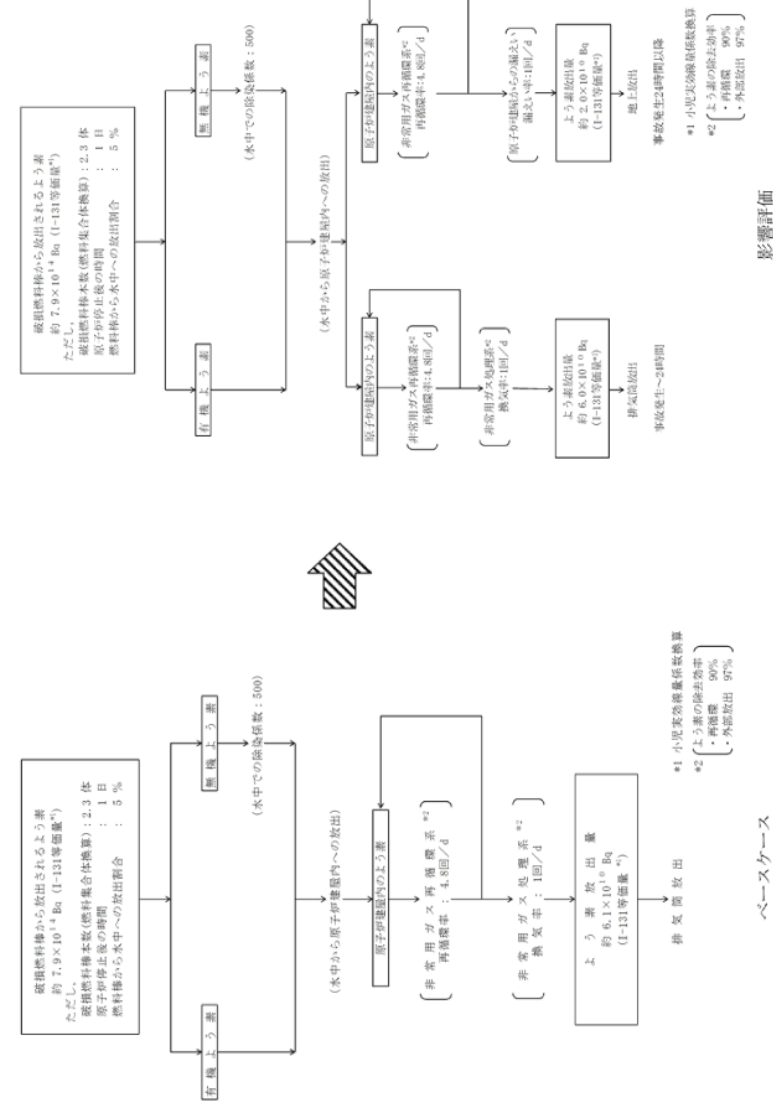 破損燃料棒から放出されるよう素
約 7.9×10¹⁴ Bq (I-131等価量*¹)
ただし,
破損燃料棒本数(燃料集合体換算) : 2.3 体
原子炉停止後の時間 : 1 日
燃料棒から水中への放出割合 : 5 %
有機よう素
無機よう素
(水中での除染係数 : 500)
(水中から原子炉建屋内への放出)
原子炉建屋内のよう素
非常用ガス再循環系*²
再循環率 : 4.8回/d
非常用ガス処理系*²
換気率 : 1回/d
よう素放出量
約 6.1×10¹⁰ Bq
(I-131等価量*¹)
排気筒放出
*1 小児実効線量係数換算
*2 よう素の除去効率
・再循環 90%
・外部放出 97%
ベースケース
破損燃料棒から放出されるよう素
約 7.9×10¹⁴ Bq (I-131等価量*¹)
ただし,
破損燃料棒本数(燃料集合体換算) : 2.3 体
原子炉停止後の時間 : 1 日
燃料棒から水中への放出割合 : 5 %
有機よう素
無機よう素
(水中での除染係数 : 500)
(水中から原子炉建屋内への放出)
原子炉建屋内のよう素
非常用ガス再循環系*²
再循環率:4.8回/d
非常用ガス処理系*²
換気率:1回/d
よう素放出量
約 6.0×10¹⁰ Bq
(I-131等価量*¹)
排気筒放出
事故発生~24時間
原子炉建屋内のよう素
非常用ガス再循環系*²
再循環率:4.8回/d
原子炉建屋からの漏えい
漏えい率:1回/d
よう素放出量
約 2.0×10¹⁰ Bq
(I-131等価量*¹)
地上放出
事故発生24時間以降
*1 小児実効線量係数換算
*2 よう素の除去効率
・再循環 90%
・外部放出 97%
影響評価